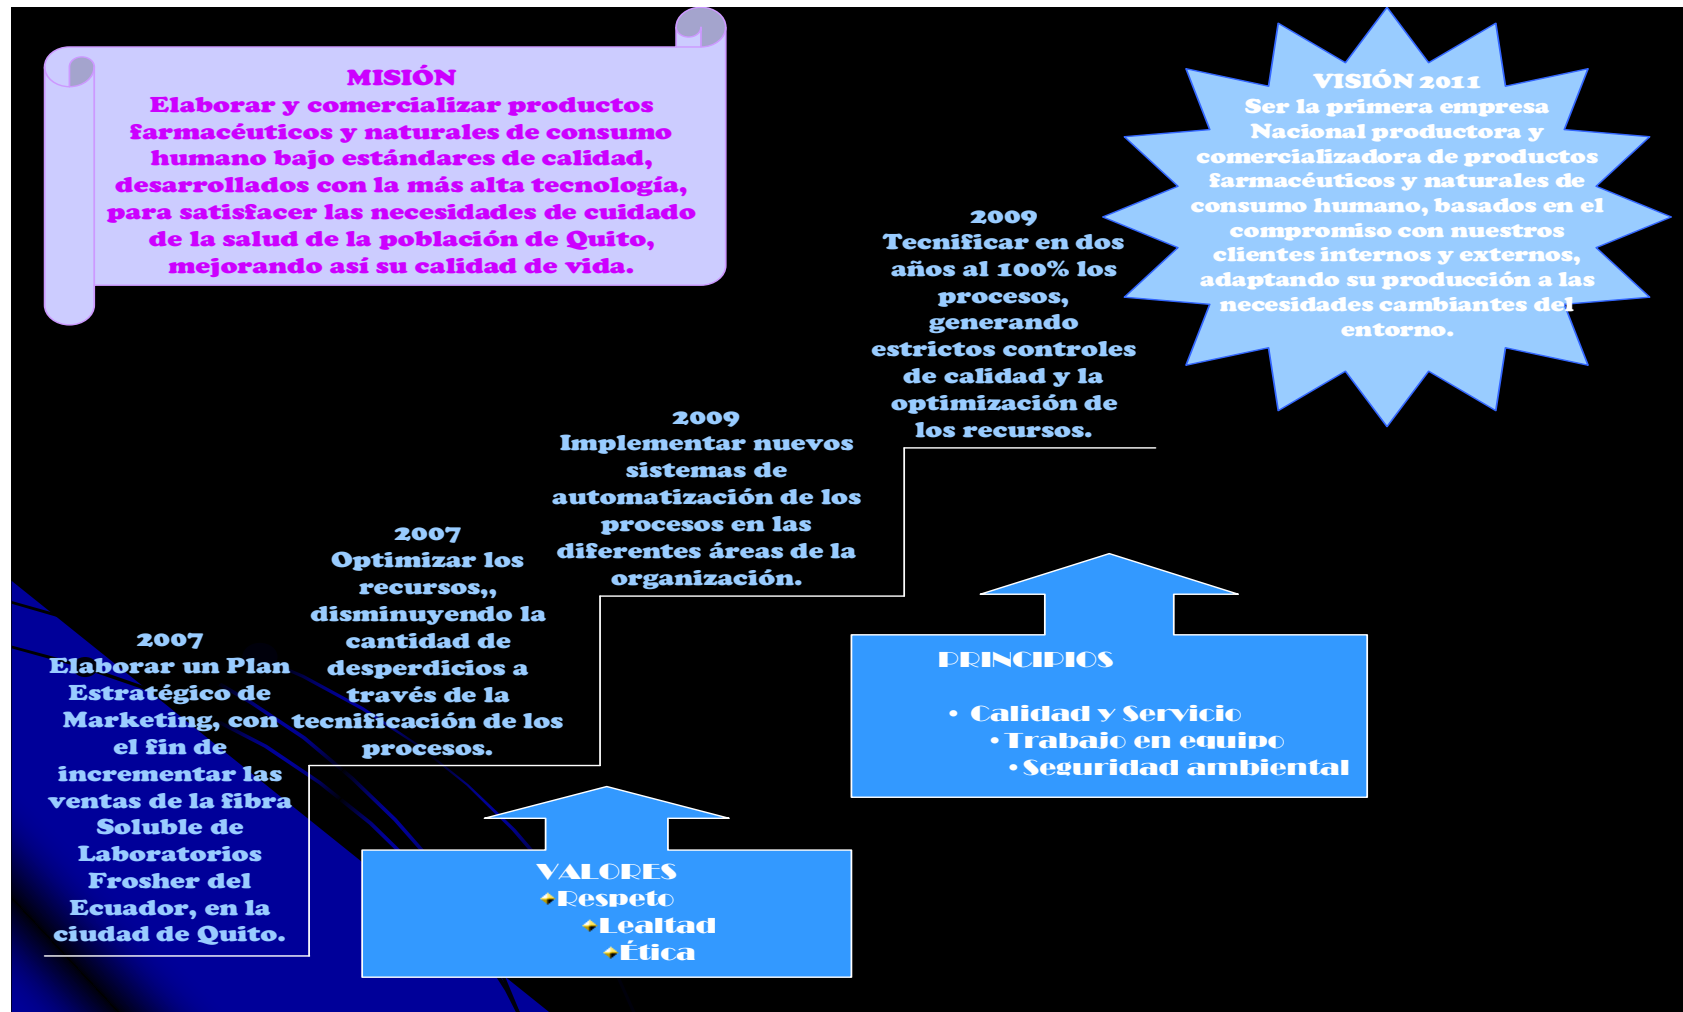 MISIÓN
Elaborar y comercializar productos
farmacéuticos y naturales de consumo
humano bajo estándares de calidad,
desarrollados con la más alta tecnología,
para satisfacer las necesidades de cuidado
de la salud de la población de Quito,
mejorando así su calidad de vida.
VISIÓN 2011
Ser la primera empresa
Nacional productora y
comercializadora de productos
farmacéuticos y naturales de
consumo humano, basados en el
compromiso con nuestros
clientes internos y externos,
adaptando su producción a las
necesidades cambiantes del
entorno.
2009
Tecnificar en dos
años al 100% los
procesos,
generando
estrictos controles
de calidad y la
optimización de
los recursos.
2009
Implementar nuevos
sistemas de
automatización de los
procesos en las
diferentes áreas de la
organización.
2007
Optimizar los
recursos,,
disminuyendo la
cantidad de
desperdicios a
través de la
tecnificación de los
procesos.
2007
Elaborar un Plan
Estratégico de
Marketing, con
el fin de
incrementar las
ventas de la fibra
Soluble de
Laboratorios
Frosher del
Ecuador, en la
ciudad de Quito.
PRINCIPIOS
• Calidad y Servicio
• Trabajo en equipo
• Seguridad ambiental
VALORES
Respeto
Lealtad
Ética